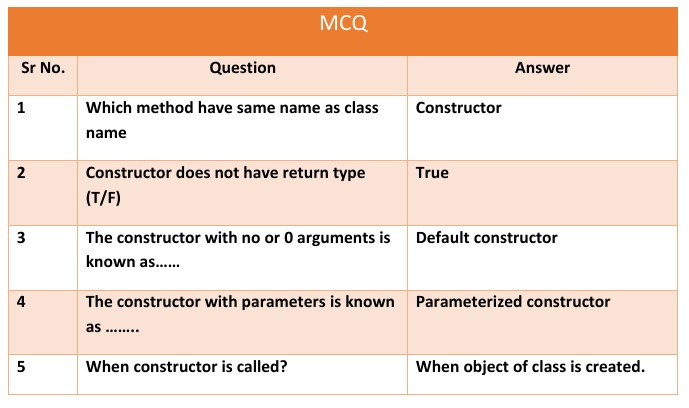 MCQ
Sr No. Question Answer
1 Which method have same name as class Constructor
name
2 Constructor does not have return type True
(T/F)
3 The constructor with no or 0 arguments is Default constructor
known as……
4 The constructor with parameters is known Parameterized constructor
as ……..
5 When constructor is called? When object of class is created.